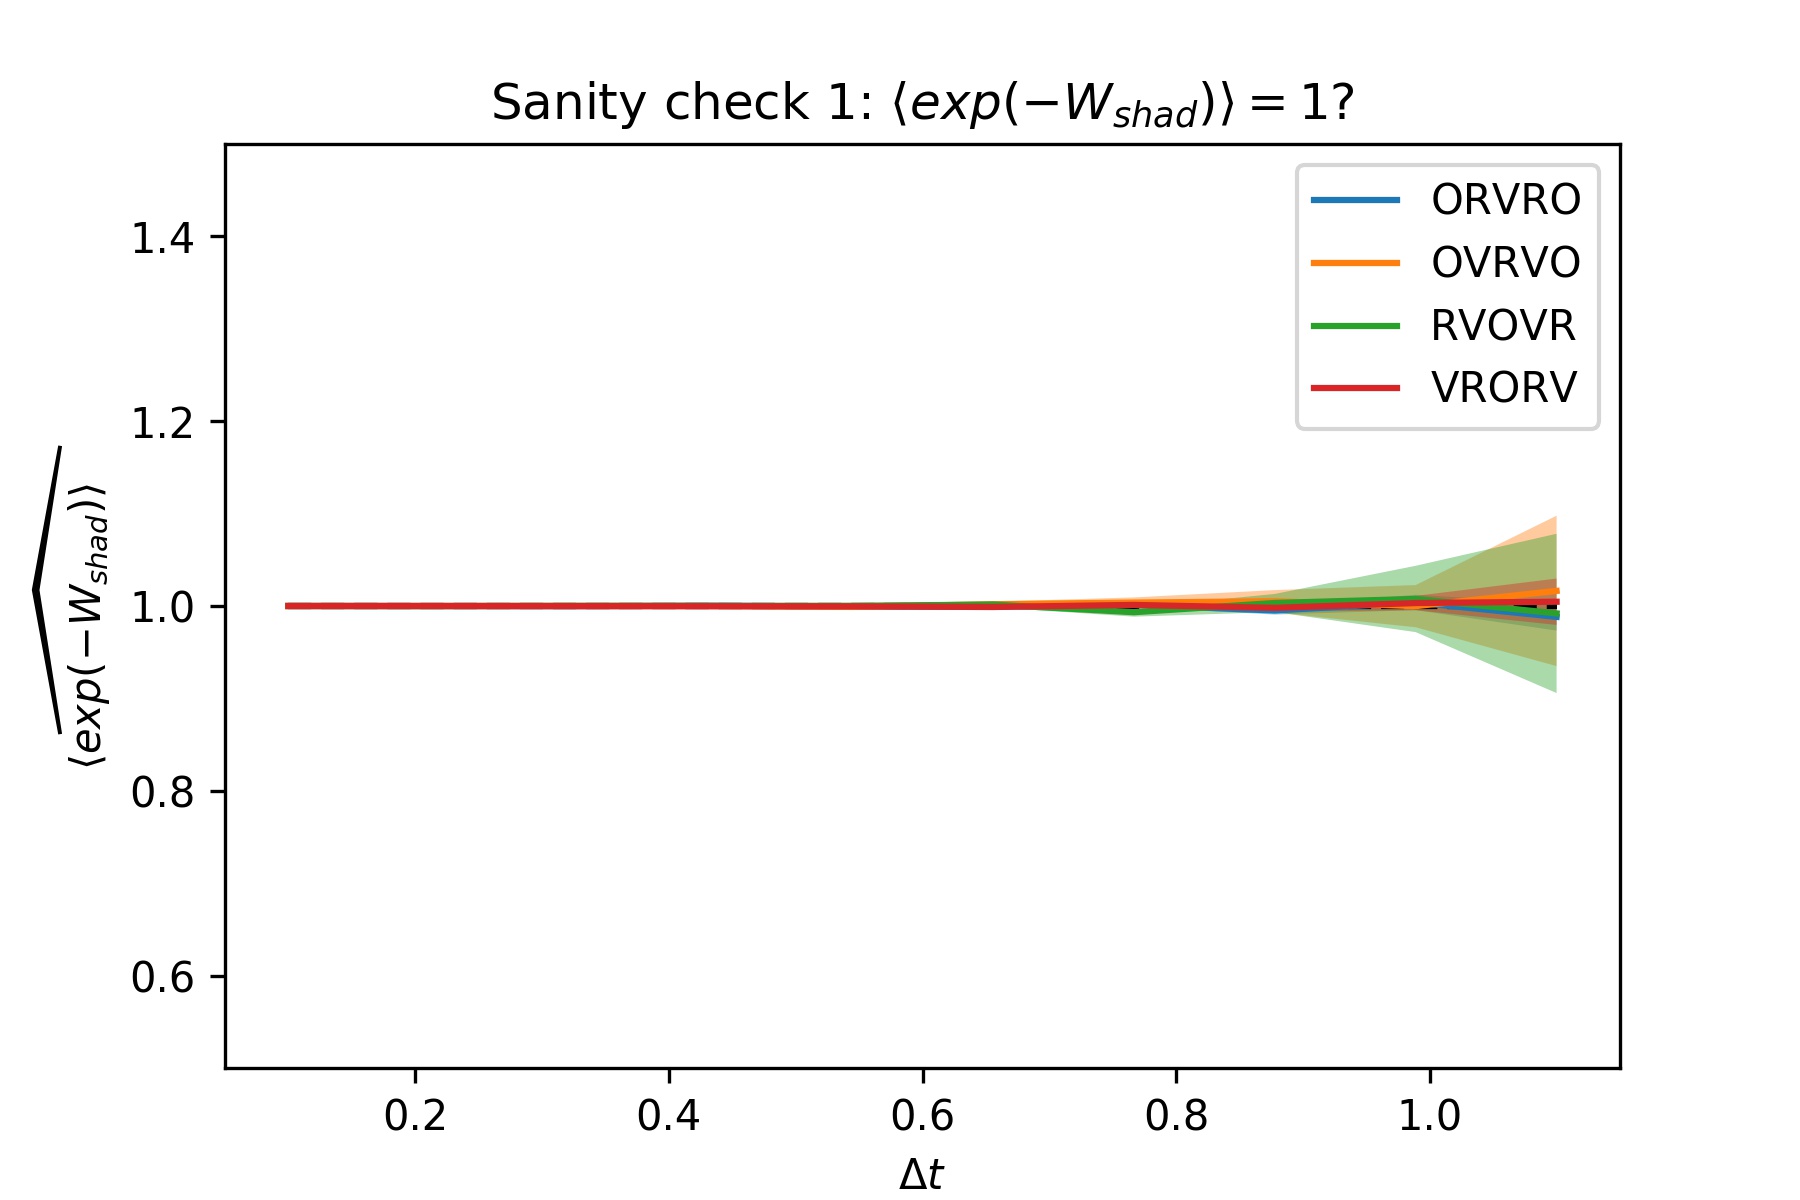 Sanity check 1: ⟨exp(−W_shad)⟩ = 1?
ORVRO
OVRVO
RVOVR
VRORV
⟨⟨exp(−W_shad)⟩
1.4
1.2
1.0
0.8
0.6
0.2 0.4 0.6 0.8 1.0
Δt